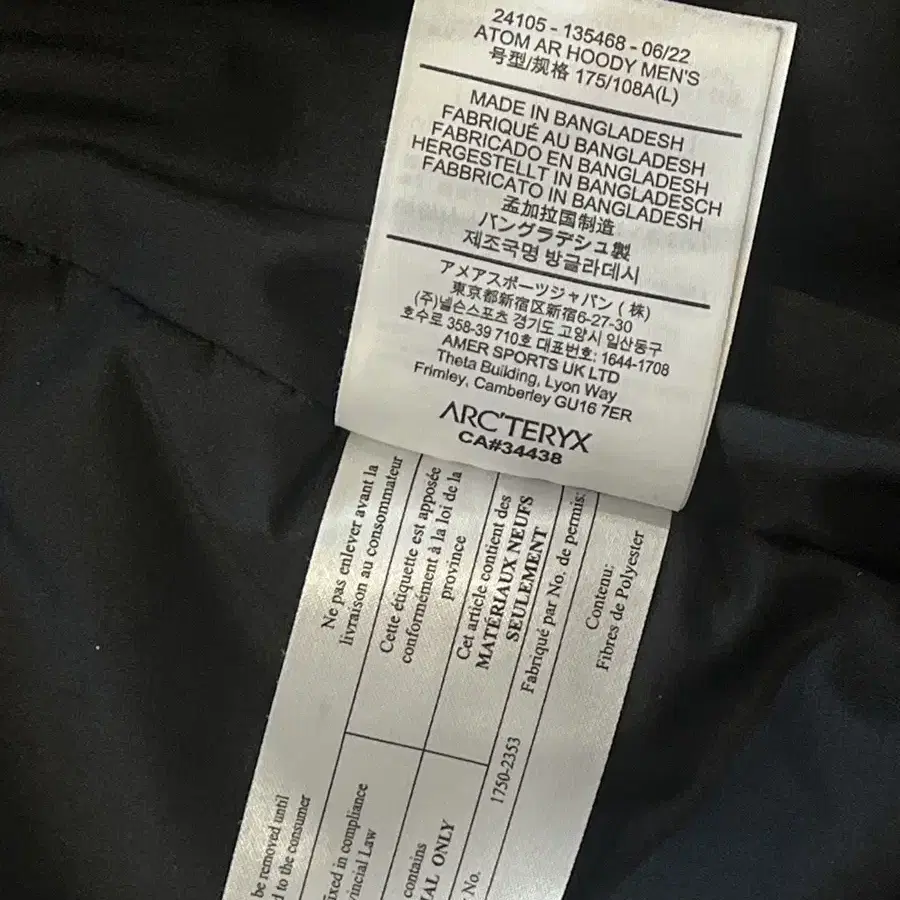 24105 - 135468 - 06/22
ATOM AR HOODY MEN'S
号型/规格 175/108A(L)
MADE IN BANGLADESH
FABRIQUÉ AU BANGLADESH
FABRICADO EN BANGLADESH
HERGESTELLT IN BANGLADESCH
FABBRICATO IN BANGLADESH
孟加拉国制造
バングラデシュ製
제조국명 방글라데시
アメアスポーツジャパン (株)
東京都新宿区新宿6-27-30
(주)넬슨스포츠 경기도 고양시 일산동구
호수로 358-39 710호 대표번호: 1644-1708
AMER SPORTS UK LTD
Theta Building, Lyon Way
Frimley, Camberley GU16 7ER
ARC'TERYX
CA#34438
Ne pas enlever avant la
livraison au consommateur
Cette étiquette est apposée
conformément à la loi de la
province
Cet article contient des
MATÉRIAUX NEUFS
SEULEMENT
Fabriqué par No. de permis:
1750-2353
Contenu:
Fibres de Polyester
be removed until
to the consumer
in compliance
Law
contains
ONLY
No.